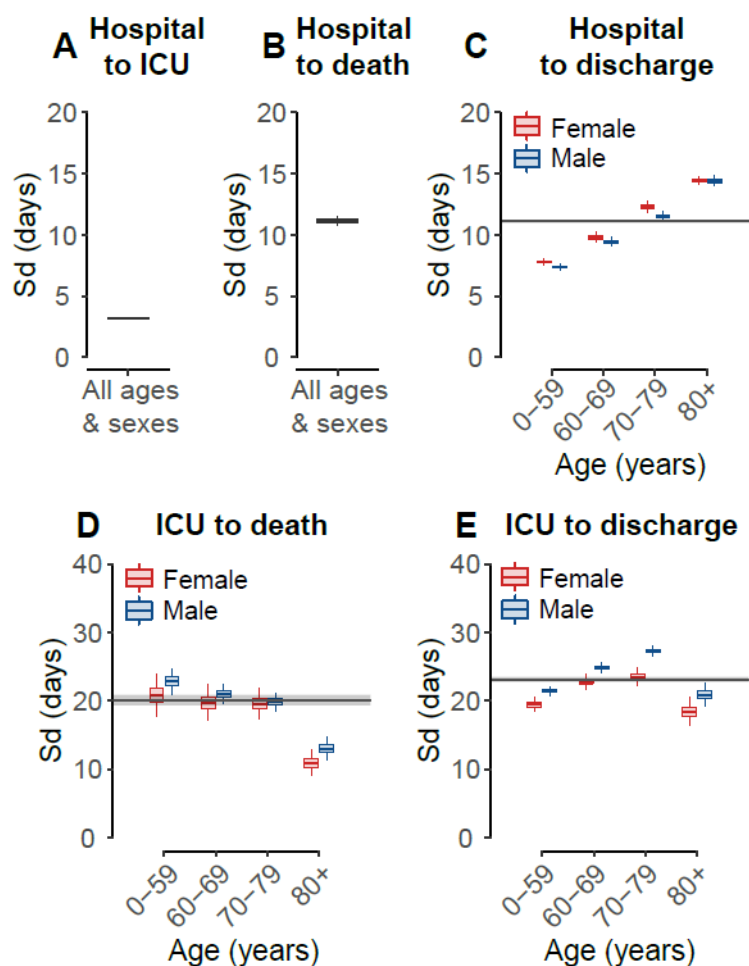 A Hospital
to ICU
Sd (days)
20
15
10
5
0
All ages
& sexes
B Hospital
to death
Sd (days)
20
15
10
5
0
All ages
& sexes
C Hospital
to discharge
Sd (days)
20
15
10
5
0
Female
Male
0–59
60–69
70–79
80+
Age (years)
D ICU to death
Sd (days)
40
30
20
10
0
Female
Male
0–59
60–69
70–79
80+
Age (years)
E ICU to discharge
Sd (days)
40
30
20
10
0
Female
Male
0–59
60–69
70–79
80+
Age (years)